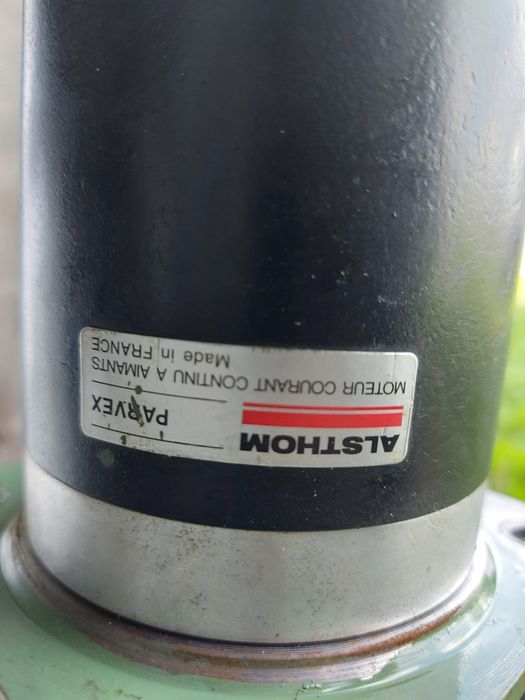 ALSTHOM
PARVEX
MOTEUR COURANT CONTINU A AIMANTS
Made in FRANCE